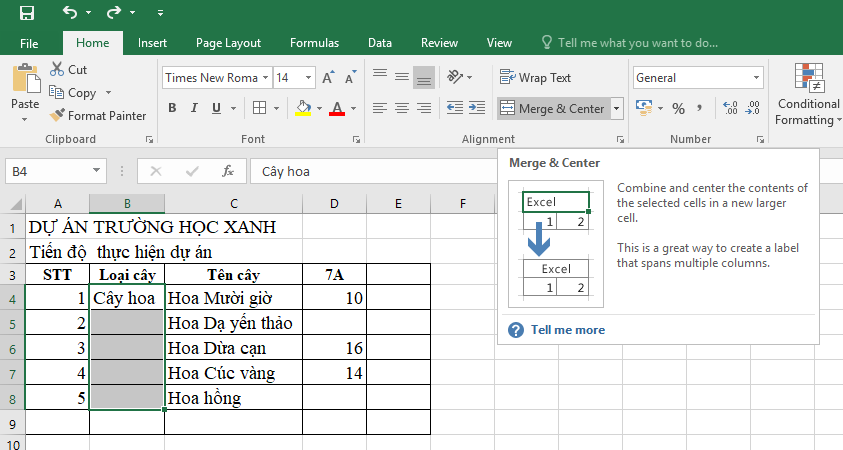 File Home Insert Page Layout Formulas Data Review View Tell me what you want to do...
Paste
Cut
Copy
Format Painter
Clipboard
Times New Roma 14 A A
B I U A
Font
Wrap Text
Merge & Center
Alignment
General
% , .0 .00 .00 .0
Number
Conditional
Formatting
B4 fx Cây hoa
Merge & Center
Excel
1 2
Excel
1 2
Combine and center the contents of
the selected cells in a new larger
cell.
This is a great way to create a label
that spans multiple columns.
? Tell me more
A B C D E F
1 DỰ ÁN TRƯỜNG HỌC XANH
2 Tiến độ thực hiện dự án
3 STT Loại cây Tên cây 7A
4 1 Cây hoa Hoa Mười giờ 10
5 2 Hoa Dạ yến thảo
6 3 Hoa Dừa cạn 16
7 4 Hoa Cúc vàng 14
8 5 Hoa hồng
9
10